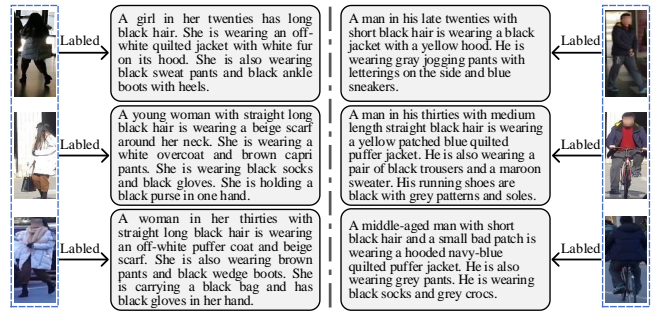 A girl in her twenties has long
black hair. She is wearing an off-
white quilted jacket with white fur
on its hood. She is also wearing
black sweat pants and black ankle
boots with heels.
Labled
A young woman with straight long
black hair is wearing a beige scarf
around her neck. She is wearing a
white overcoat and brown capri
pants. She is wearing black socks
and black gloves. She is holding a
black purse in one hand.
Labled
A woman in her thirties with
straight long black hair is wearing
an off-white puffer coat and beige
scarf. She is also wearing brown
pants and black wedge boots. She
is carrying a black bag and has
black gloves in her hand.
Labled
A man in his late twenties with
short black hair is wearing a black
jacket with a yellow hood. He is
wearing gray jogging pants with
letterings on the side and blue
sneakers.
Labled
A man in his thirties with medium
length straight black hair is wearing
a yellow patched blue quilted
puffer jacket. He is also wearing a
pair of black trousers and a maroon
sweater. His running shoes are
black with grey patterns and soles.
Labled
A middle-aged man with short
black hair and a small bad patch is
wearing a hooded navy-blue
quilted puffer jacket. He is also
wearing grey pants. He is wearing
black socks and grey crocs.
Labled